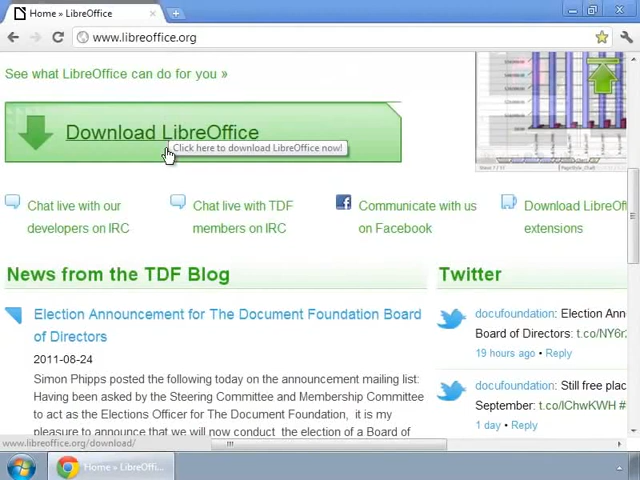 Home » LibreOffice
www.libreoffice.org
See what LibreOffice can do for you »
Download LibreOffice
Click here to download LibreOffice now!
Chat live with our
developers on IRC
Chat live with TDF
members on IRC
Communicate with us
on Facebook
Download LibreOff
extensions
News from the TDF Blog
Twitter
Election Announcement for The Document Foundation Board
of Directors
2011-08-24
Simon Phipps posted the following today on the announcement mailing list:
Having been asked by the Steering Committee and Membership Committee
to act as the Elections Officer for The Document Foundation, it is my
pleasure to announce that we will now conduct the election of a Board of
docufoundation: Election Ann
Board of Directors: t.co/NY6r
19 hours ago • Reply
docufoundation: Still free plac
September: t.co/lChwKWH #
1 day • Reply
www.libreoffice.org/download/
Home » LibreOffi...